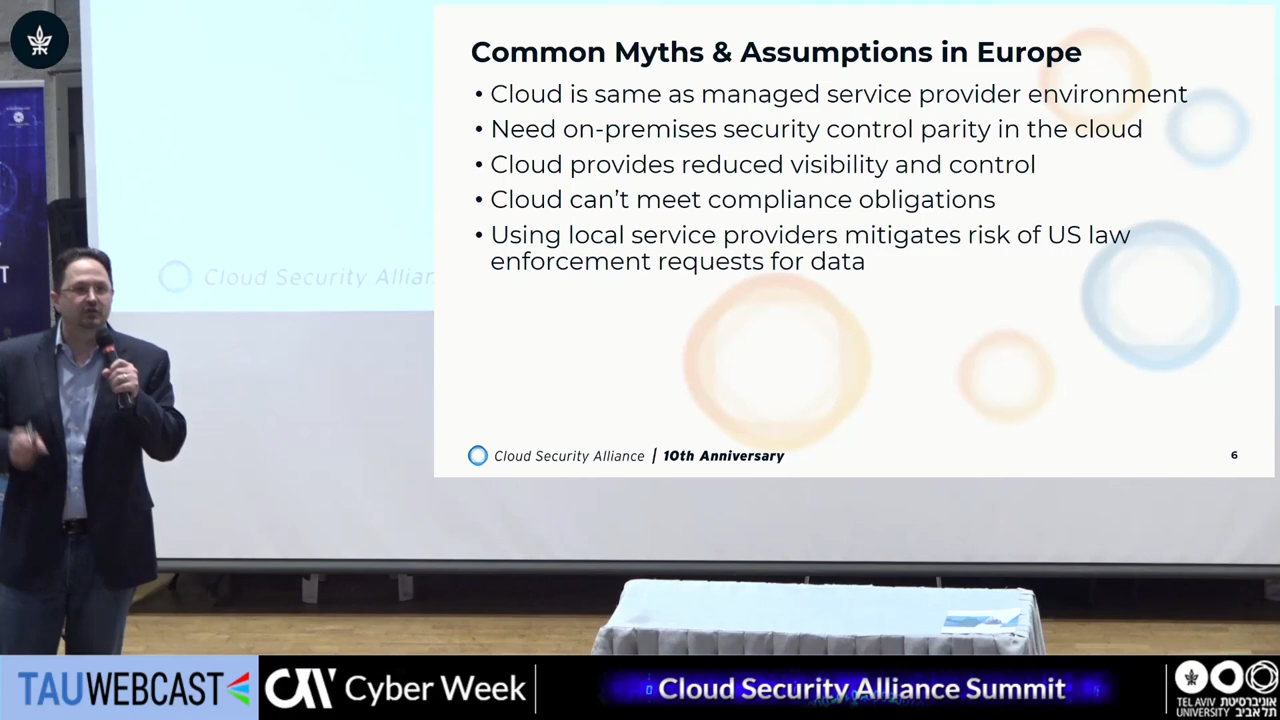 Common Myths & Assumptions in Europe
• Cloud is same as managed service provider environment
• Need on-premises security control parity in the cloud
• Cloud provides reduced visibility and control
• Cloud can’t meet compliance obligations
• Using local service providers mitigates risk of US law
enforcement requests for data
Cloud Security Alliance | 10th Anniversary
6
Cloud Security Allian
T
TAUWEBCAST
Cyber Week
Cloud Security Alliance Summit
TEL AVIV אוניברסיטת
UNIVERSITY תל אביב